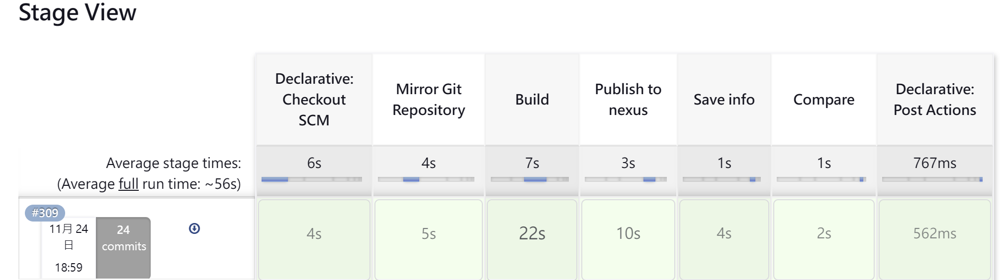 Stage View
Declarative:
Checkout
SCM
Mirror Git
Repository
Build
Publish to
nexus
Save info
Compare
Declarative:
Post Actions
Average stage times:
(Average full run time: ~56s)
6s
4s
7s
3s
1s
1s
767ms
#309
11月 24
日
18:59
24
commits
4s
5s
22s
10s
4s
2s
562ms